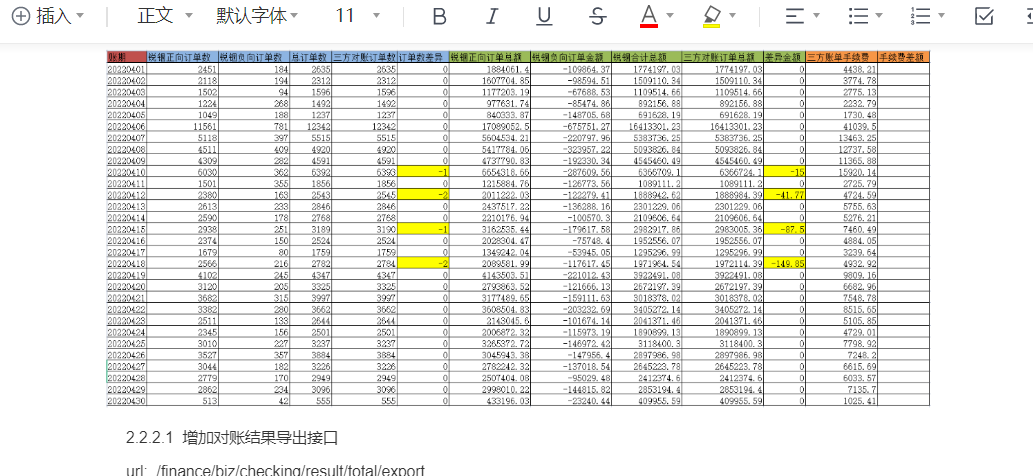 插入 正文 默认字体 11 B I U S A
账期 锐锢正向订单数 锐锢负向订单数 总订单数 三方对账订单数 订单数差异 锐锢正向订单总额 锐锢负向订单金额 锐锢合计总额 三方对账订单总额 差异金额 三方账单手续费 手续费差额
20220401 2451 184 2635 2635 0 1884061.4 -109864.37 1774197.03 1774197.03 0 4438.21
20220402 2118 194 2312 2312 0 1607704.85 -98594.51 1509110.34 1509110.34 0 3774.78
20220403 1502 94 1596 1596 0 1177203.19 -67688.53 1109514.66 1109514.66 0 2775.13
20220404 1224 268 1492 1492 0 977631.74 -85474.86 892156.88 892156.88 0 2232.79
20220405 1049 188 1237 1237 0 840333.87 -148705.68 691628.19 691628.19 0 1730.48
20220406 11561 781 12342 12342 0 17089052.5 -675751.27 16413301.23 16413301.23 0 41039.5
20220407 5118 397 5515 5515 0 5604534.21 -220797.96 5383736.25 5383736.25 0 13463.25
20220408 4511 409 4920 4920 0 5417784.06 -323957.22 5093826.84 5093826.84 0 12737.58
20220409 4309 282 4591 4591 0 4737790.83 -192330.34 4545460.49 4545460.49 0 11365.88
20220410 6030 362 6392 6393 -1 6654318.66 -287609.56 6366709.1 6366724.1 -15 15920.14
20220411 1501 355 1856 1856 0 1215884.76 -126773.56 1089111.2 1089111.2 0 2725.79
20220412 2380 163 2543 2545 -2 2011222.03 -122279.41 1888942.62 1888984.39 -41.77 4724.59
20220413 2613 233 2846 2846 0 2437517.22 -136288.16 2301229.06 2301229.06 0 5755.63
20220414 2590 178 2768 2768 0 2210176.94 -100570.3 2109606.64 2109606.64 0 5276.21
20220415 2938 251 3189 3190 -1 3162535.44 -179617.58 2982917.86 2983005.36 -87.5 7460.49
20220416 2374 150 2524 2524 0 2028304.47 -75748.4 1952556.07 1952556.07 0 4884.05
20220417 1679 80 1759 1759 0 1349242.04 -53945.05 1295296.99 1295296.99 0 3239.64
20220418 2566 216 2782 2784 -2 2089581.99 -117617.45 1971964.54 1972114.39 -149.85 4932.92
20220419 4102 245 4347 4347 0 4143503.51 -221012.43 3922491.08 3922491.08 0 9809.16
20220420 3120 205 3325 3325 0 2793863.52 -121666.13 2672197.39 2672197.39 0 6682.96
20220421 3682 315 3997 3997 0 3177489.65 -159111.63 3018378.02 3018378.02 0 7548.78
20220422 3382 280 3662 3662 0 3608504.83 -203232.69 3405272.14 3405272.14 0 8515.65
20220423 2511 133 2644 2644 0 2143045.6 -101674.14 2041371.46 2041371.46 0 5105.85
20220424 2345 156 2501 2501 0 2006872.32 -115973.19 1890899.13 1890899.13 0 4729.01
20220425 3010 227 3237 3237 0 3265372.72 -146972.42 3118400.3 3118400.3 0 7798.92
20220426 3527 357 3884 3884 0 3045943.38 -147956.4 2897986.98 2897986.98 0 7248.2
20220427 3044 182 3226 3226 0 2782242.32 -137018.54 2645223.78 2645223.78 0 6615.69
20220428 2779 170 2949 2949 0 2507404.08 -95029.48 2412374.6 2412374.6 0 6033.57
20220429 2862 234 3096 3096 0 2998010.22 -144815.82 2853194.4 2853194.4 0 7135.7
20220430 513 42 555 555 0 433196.03 -23240.44 409955.59 409955.59 0 1025.41
2.2.2.1 增加对账结果导出接口
url: /finance/biz/checking/result/total/export